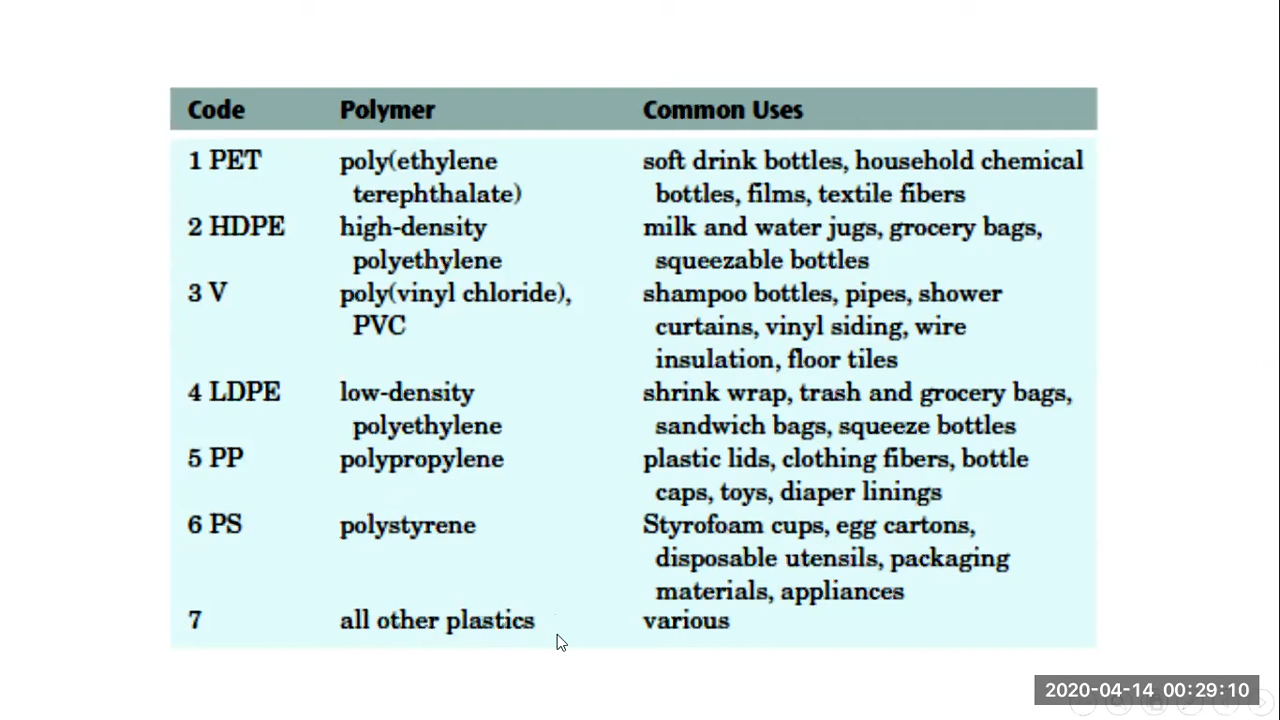 Code Polymer Common Uses
1 PET poly(ethylene soft drink bottles, household chemical
terephthalate) bottles, films, textile fibers
2 HDPE high-density milk and water jugs, grocery bags,
polyethylene squeezable bottles
3 V poly(vinyl chloride), shampoo bottles, pipes, shower
PVC curtains, vinyl siding, wire
insulation, floor tiles
4 LDPE low-density shrink wrap, trash and grocery bags,
polyethylene sandwich bags, squeeze bottles
5 PP polypropylene plastic lids, clothing fibers, bottle
caps, toys, diaper linings
6 PS polystyrene Styrofoam cups, egg cartons,
disposable utensils, packaging
materials, appliances
7 all other plastics various
2020-04-14 00:29:10